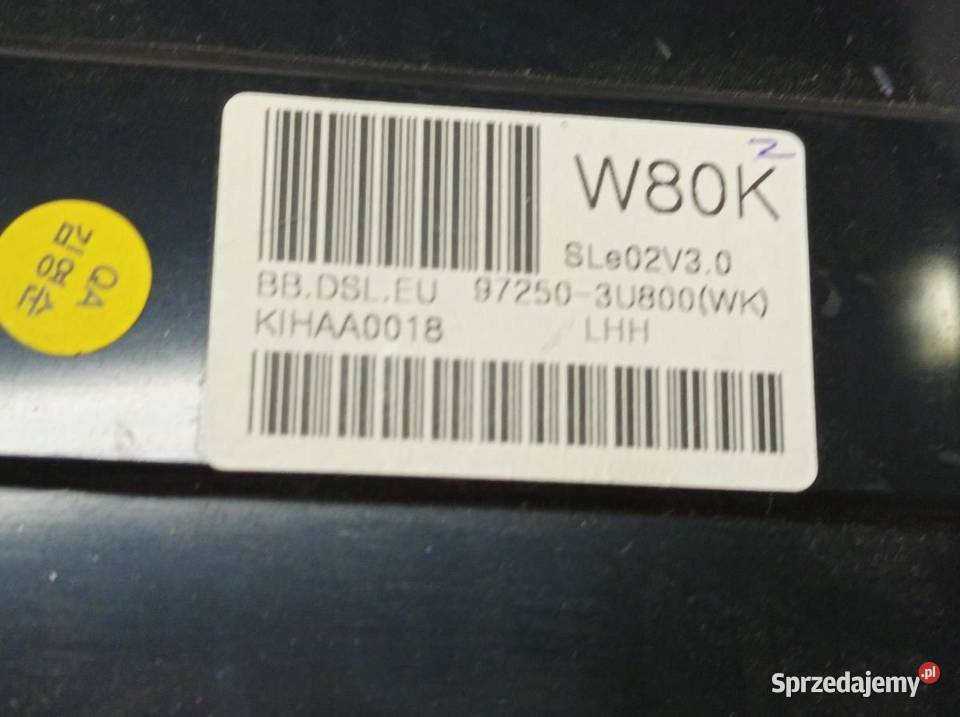 W80K
SLe02V3.0
BB.DSL.EU 97250-3U800(WK)
KIHAA0018 LHH
QA
Sprzedajemy.pl